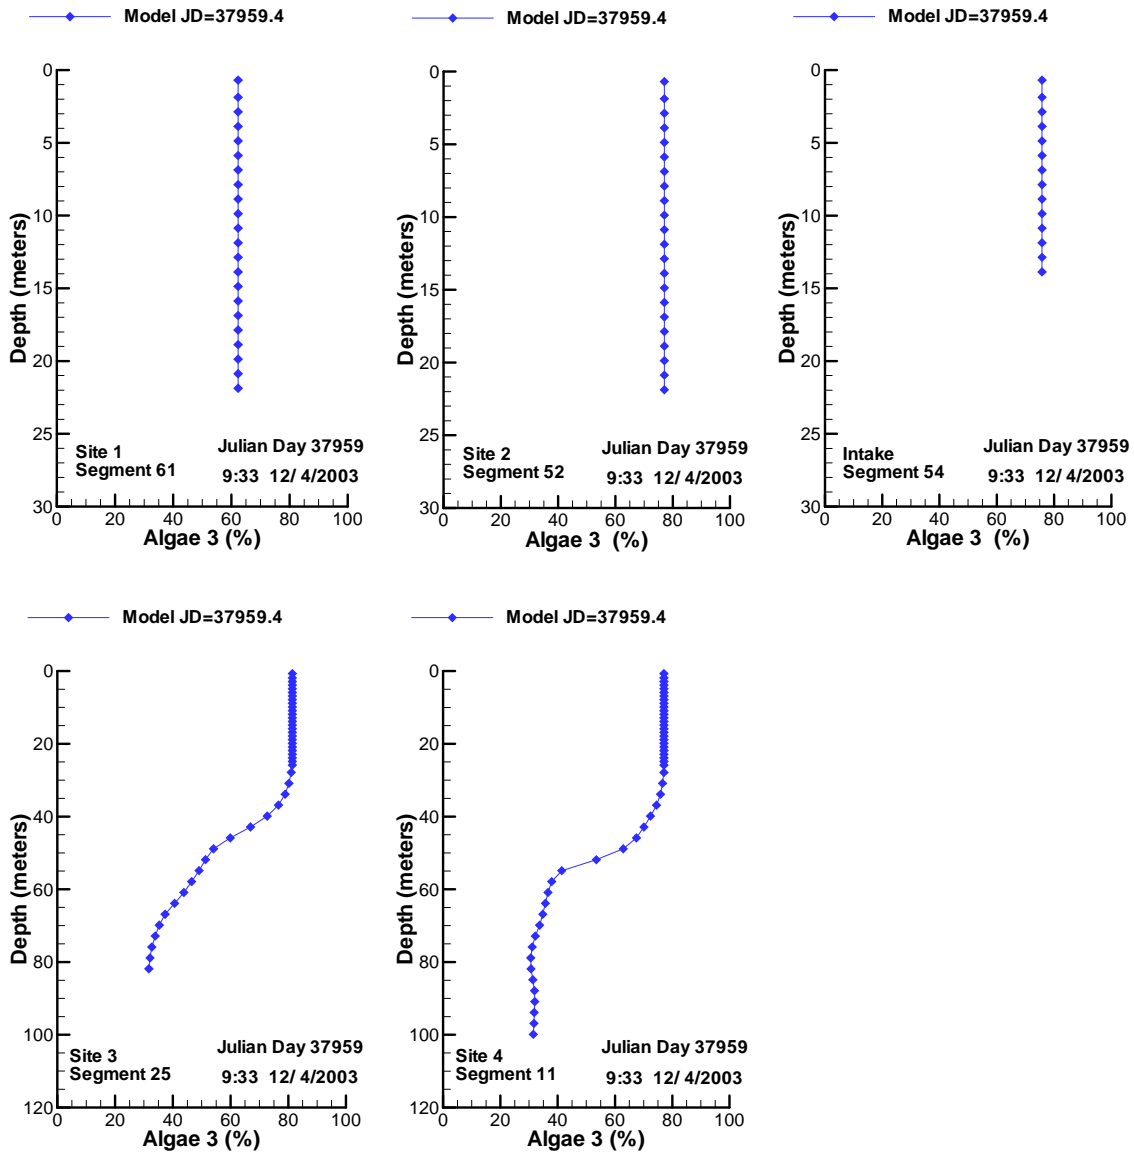 Model JD=37959.4
0
5
10
15
20
25
30
Depth (meters)
Site 1
Segment 61
Julian Day 37959
9:33 12/ 4/2003
0 20 40 60 80 100
Algae 3 (%)
Model JD=37959.4
0
5
10
15
20
25
30
Depth (meters)
Site 2
Segment 52
Julian Day 37959
9:33 12/ 4/2003
0 20 40 60 80 100
Algae 3 (%)
Model JD=37959.4
0
5
10
15
20
25
30
Depth (meters)
Intake
Segment 54
Julian Day 37959
9:33 12/ 4/2003
0 20 40 60 80 100
Algae 3 (%)
Model JD=37959.4
0
20
40
60
80
100
120
Depth (meters)
Site 3
Segment 25
Julian Day 37959
9:33 12/ 4/2003
0 20 40 60 80 100
Algae 3 (%)
Model JD=37959.4
0
20
40
60
80
100
120
Depth (meters)
Site 4
Segment 11
Julian Day 37959
9:33 12/ 4/2003
0 20 40 60 80 100
Algae 3 (%)